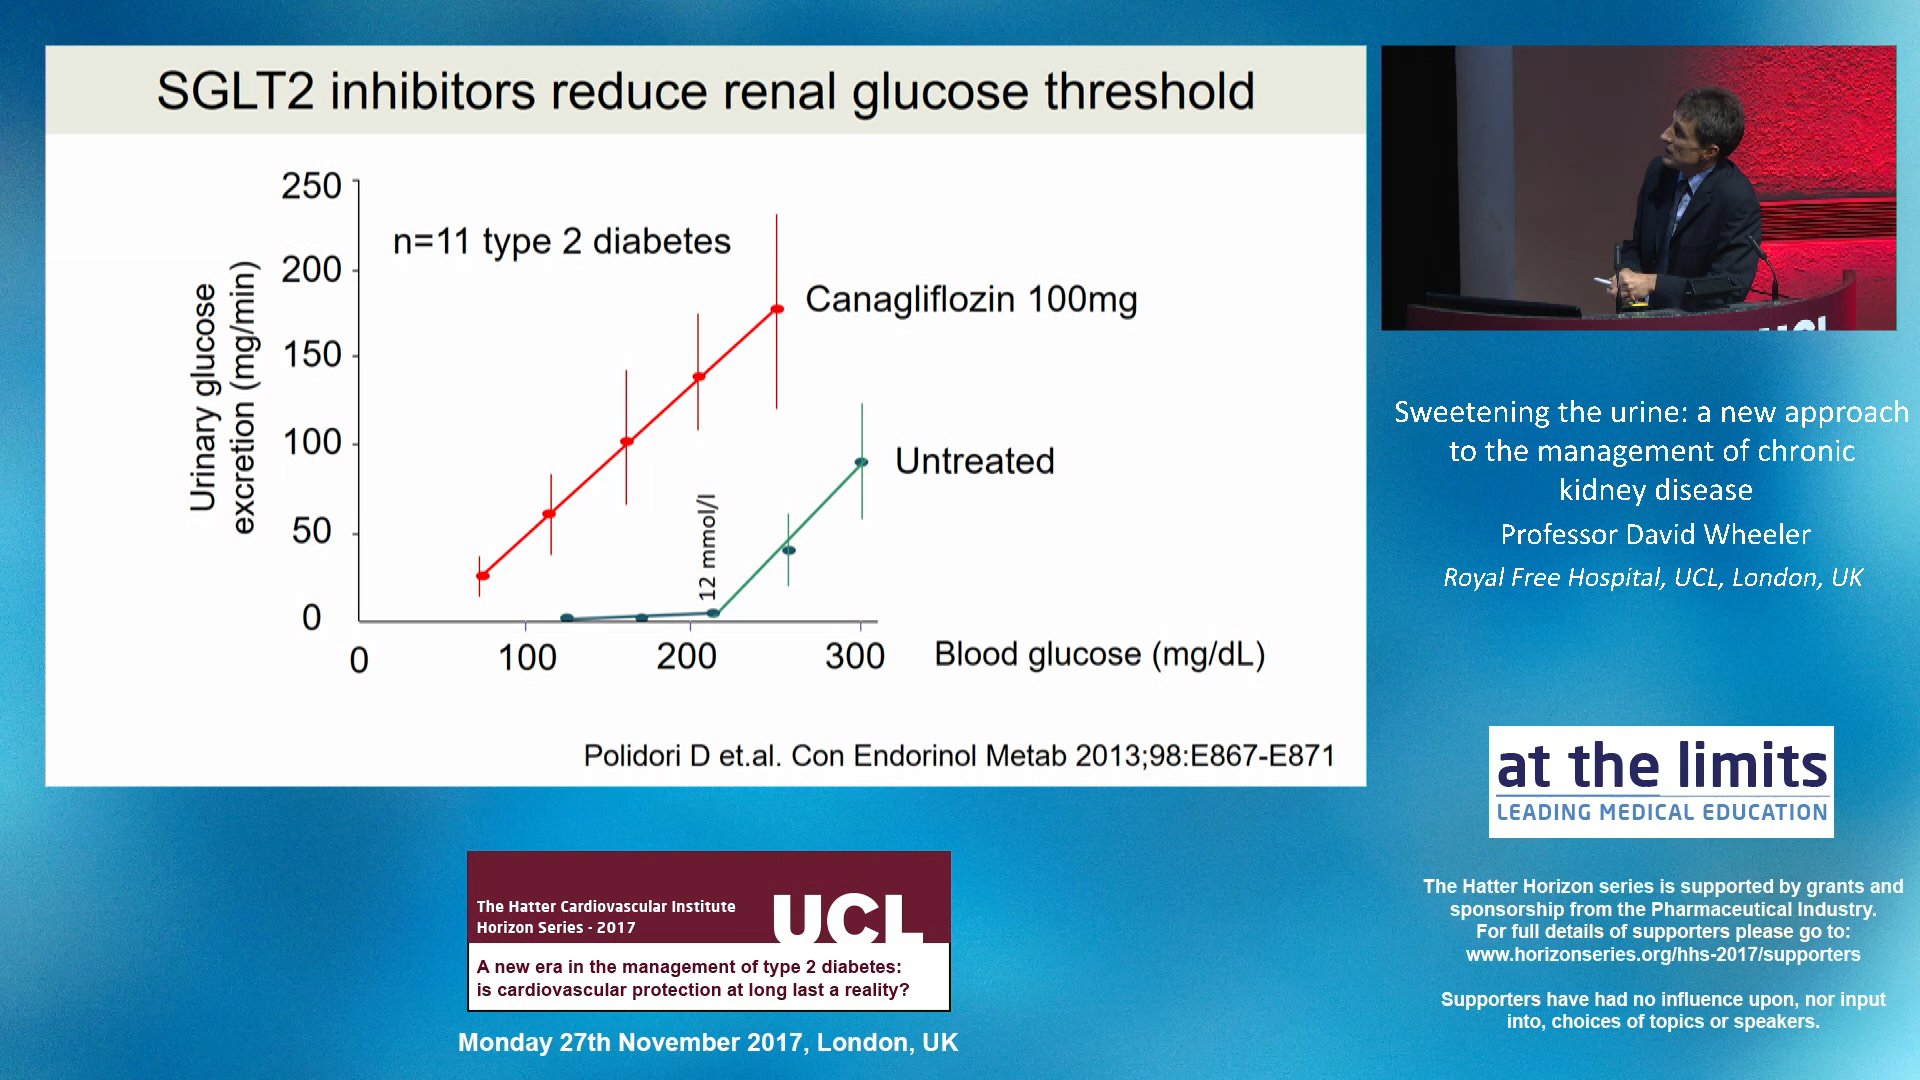 SGLT2 inhibitors reduce renal glucose threshold
250
200
150
100
50
0
Urinary glucose
excretion (mg/min)
n=11 type 2 diabetes
Canagliflozin 100mg
Untreated
12 mmol/l
0
100
200
300
Blood glucose (mg/dL)
Polidori D et.al. Con Endorinol Metab 2013;98:E867-E871
UCL
Sweetening the urine: a new approach
to the management of chronic
kidney disease
Professor David Wheeler
Royal Free Hospital, UCL, London, UK
at the limits
LEADING MEDICAL EDUCATION
The Hatter Horizon series is supported by grants and
sponsorship from the Pharmaceutical Industry.
For full details of supporters please go to:
www.horizonseries.org/hhs-2017/supporters
Supporters have had no influence upon, nor input
into, choices of topics or speakers.
The Hatter Cardiovascular Institute
Horizon Series - 2017
UCL
A new era in the management of type 2 diabetes:
is cardiovascular protection at long last a reality?
Monday 27th November 2017, London, UK